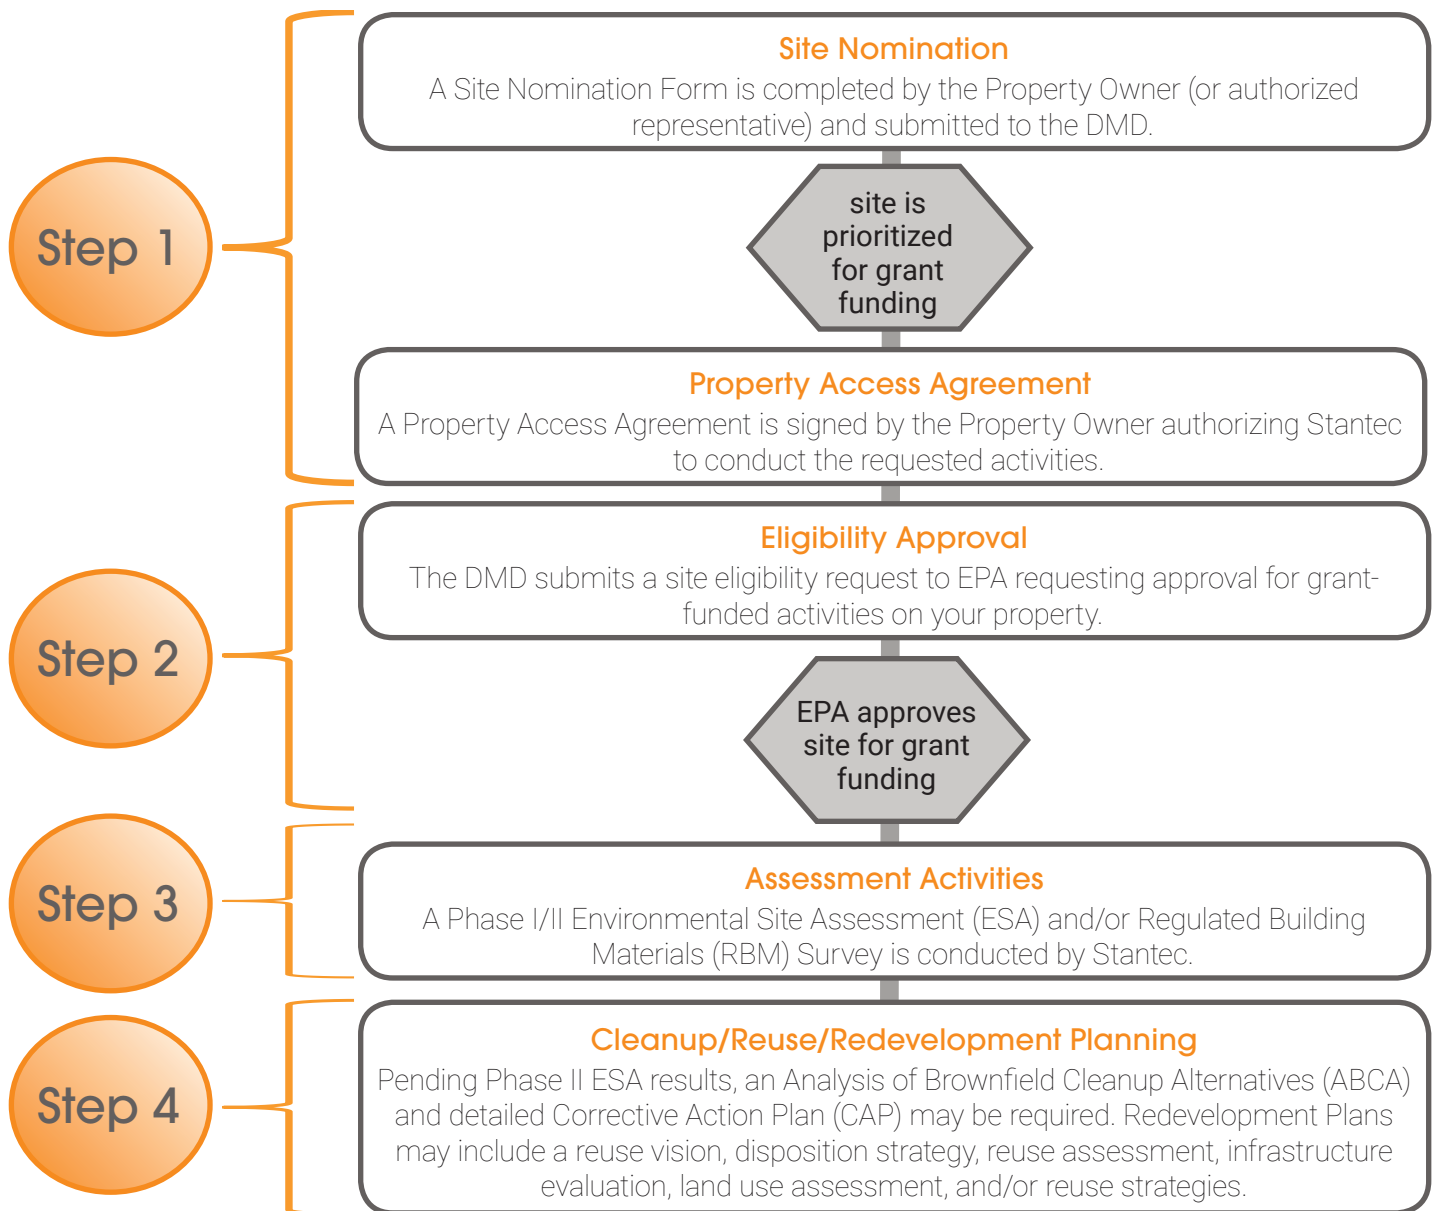 Step 1
Site Nomination
A Site Nomination Form is completed by the Property Owner (or authorized
representative) and submitted to the DMD.
site is
prioritized
for grant
funding
Property Access Agreement
A Property Access Agreement is signed by the Property Owner authorizing Stantec
to conduct the requested activities.
Step 2
Eligibility Approval
The DMD submits a site eligibility request to EPA requesting approval for grant-
funded activities on your property.
EPA approves
site for grant
funding
Step 3
Assessment Activities
A Phase I/II Environmental Site Assessment (ESA) and/or Regulated Building
Materials (RBM) Survey is conducted by Stantec.
Step 4
Cleanup/Reuse/Redevelopment Planning
Pending Phase II ESA results, an Analysis of Brownfield Cleanup Alternatives (ABCA)
and detailed Corrective Action Plan (CAP) may be required. Redevelopment Plans
may include a reuse vision, disposition strategy, reuse assessment, infrastructure
evaluation, land use assessment, and/or reuse strategies.